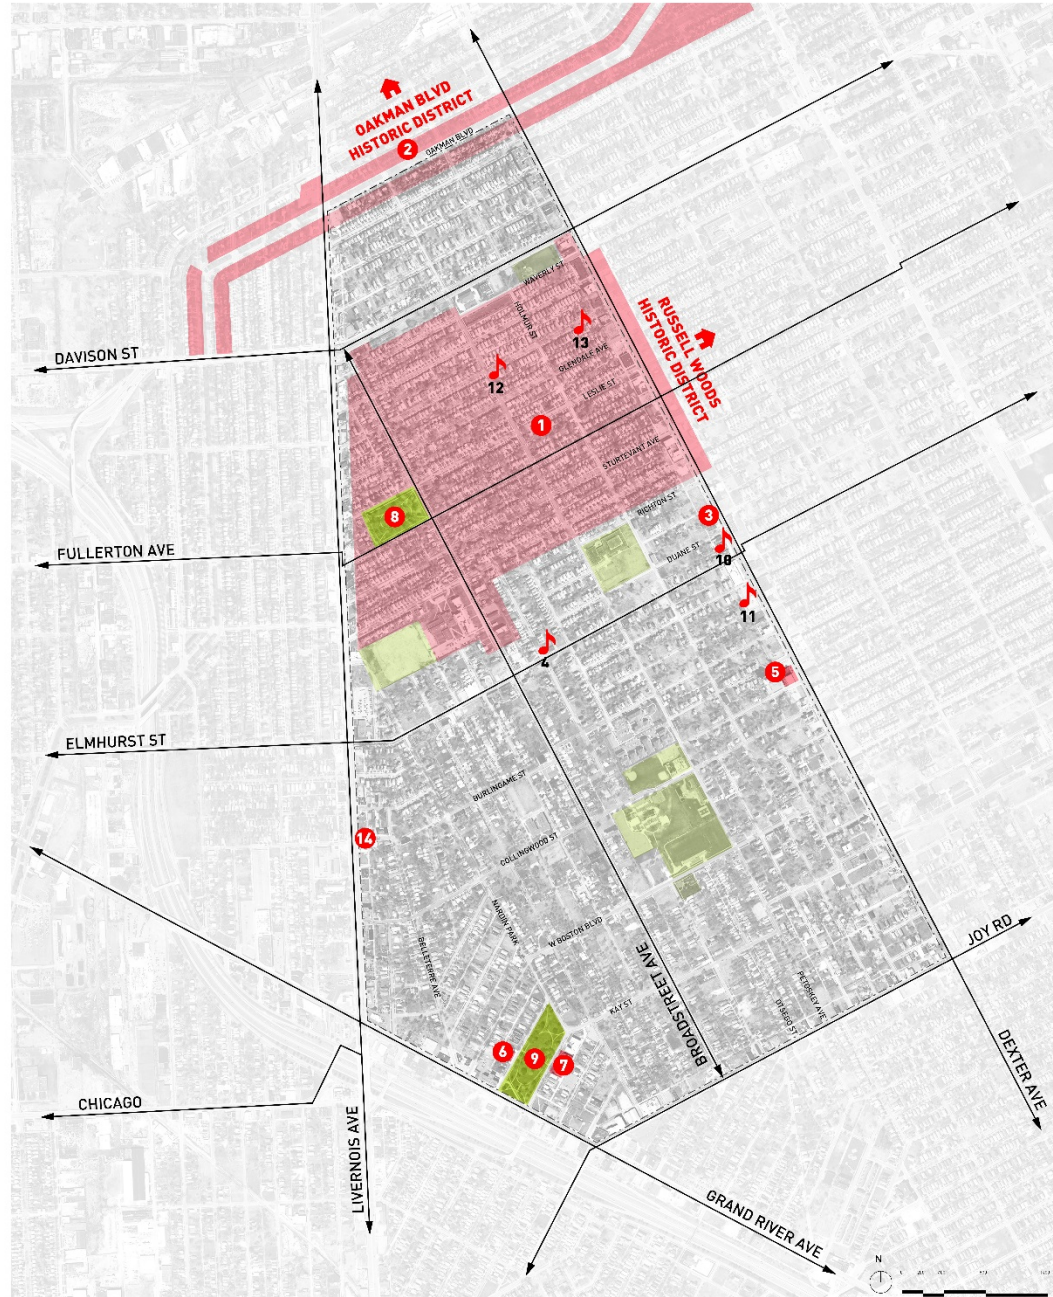 OAKMAN BLVD
HISTORIC DISTRICT
2
OAKMAN BLVD
WAVERLY ST
HOLMUR ST
RUSSELL WOODS
HISTORIC DISTRICT
13
GLENDALE AVE
DAVISON ST
12
LESLIE ST
1
STURTEVANT AVE
8
RICHTON ST
3
FULLERTON AVE
DUANE ST
10
11
4
5
ELMHURST ST
BURLINGAME ST
14
COLLINGWOOD ST
NARDIN PARK
W BOSTON BLVD
BELLETERRE AVE
JOY RD
BROADSTREET AVE
PETOSKEY AVE
OTSEGO ST
KAY ST
6
9
7
DEXTER AVE
CHICAGO
LIVERNOIS AVE
GRAND RIVER AVE
N